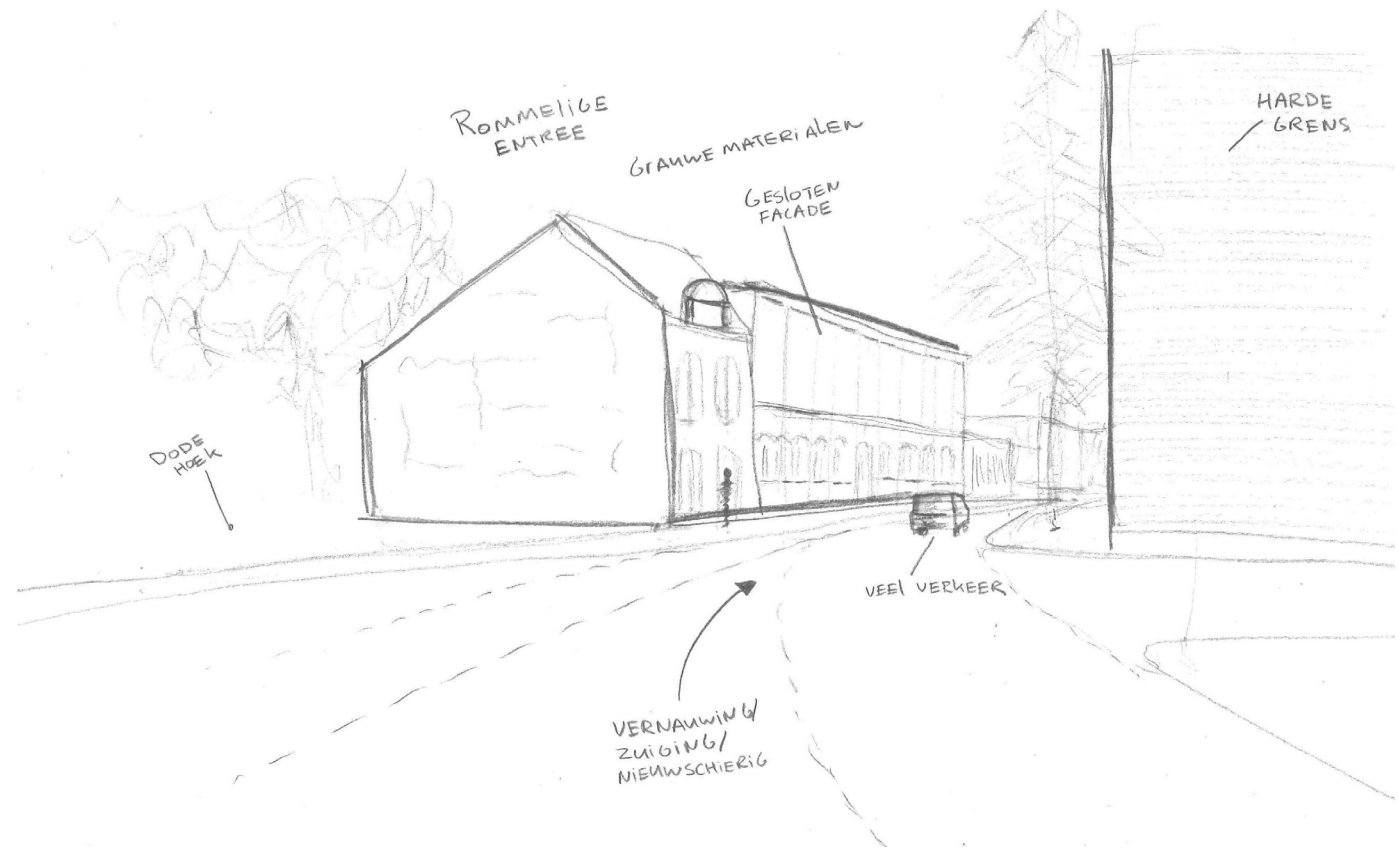 ROMMELIGE
ENTREE
GRAUWE MATERIALEN
GESLOTEN
FACADE
HARDE
GRENS
DODE
HOEK
VEEL VERKEER
VERNAUWING/
ZUIGING/
NIEUWSCHIERIG